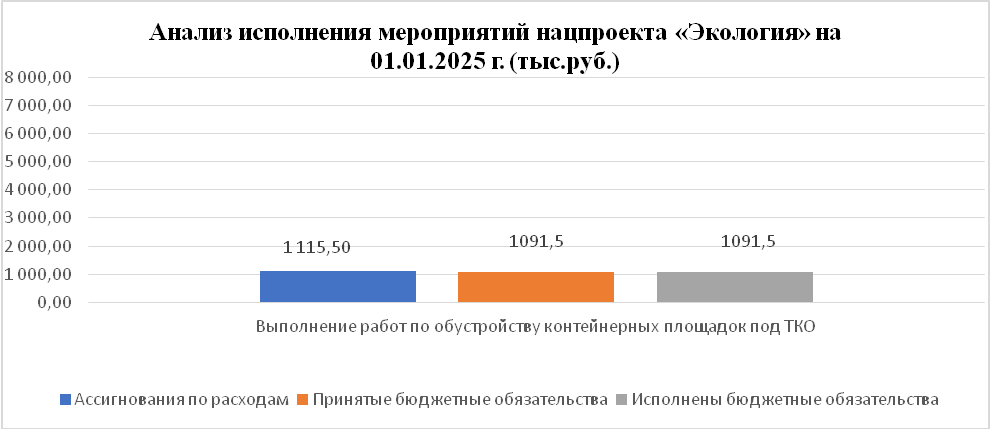 Анализ исполнения мероприятий нацпроекта «Экология» на
01.01.2025 г. (тыс.руб.)
8 000,00
7 000,00
6 000,00
5 000,00
4 000,00
3 000,00
2 000,00
1 000,00
0,00
1 115,50
1091,5
1091,5
Выполнение работ по обустройству контейнерных площадок под ТКО
Ассигнования по расходам
Принятые бюджетные обязательства
Исполнены бюджетные обязательства